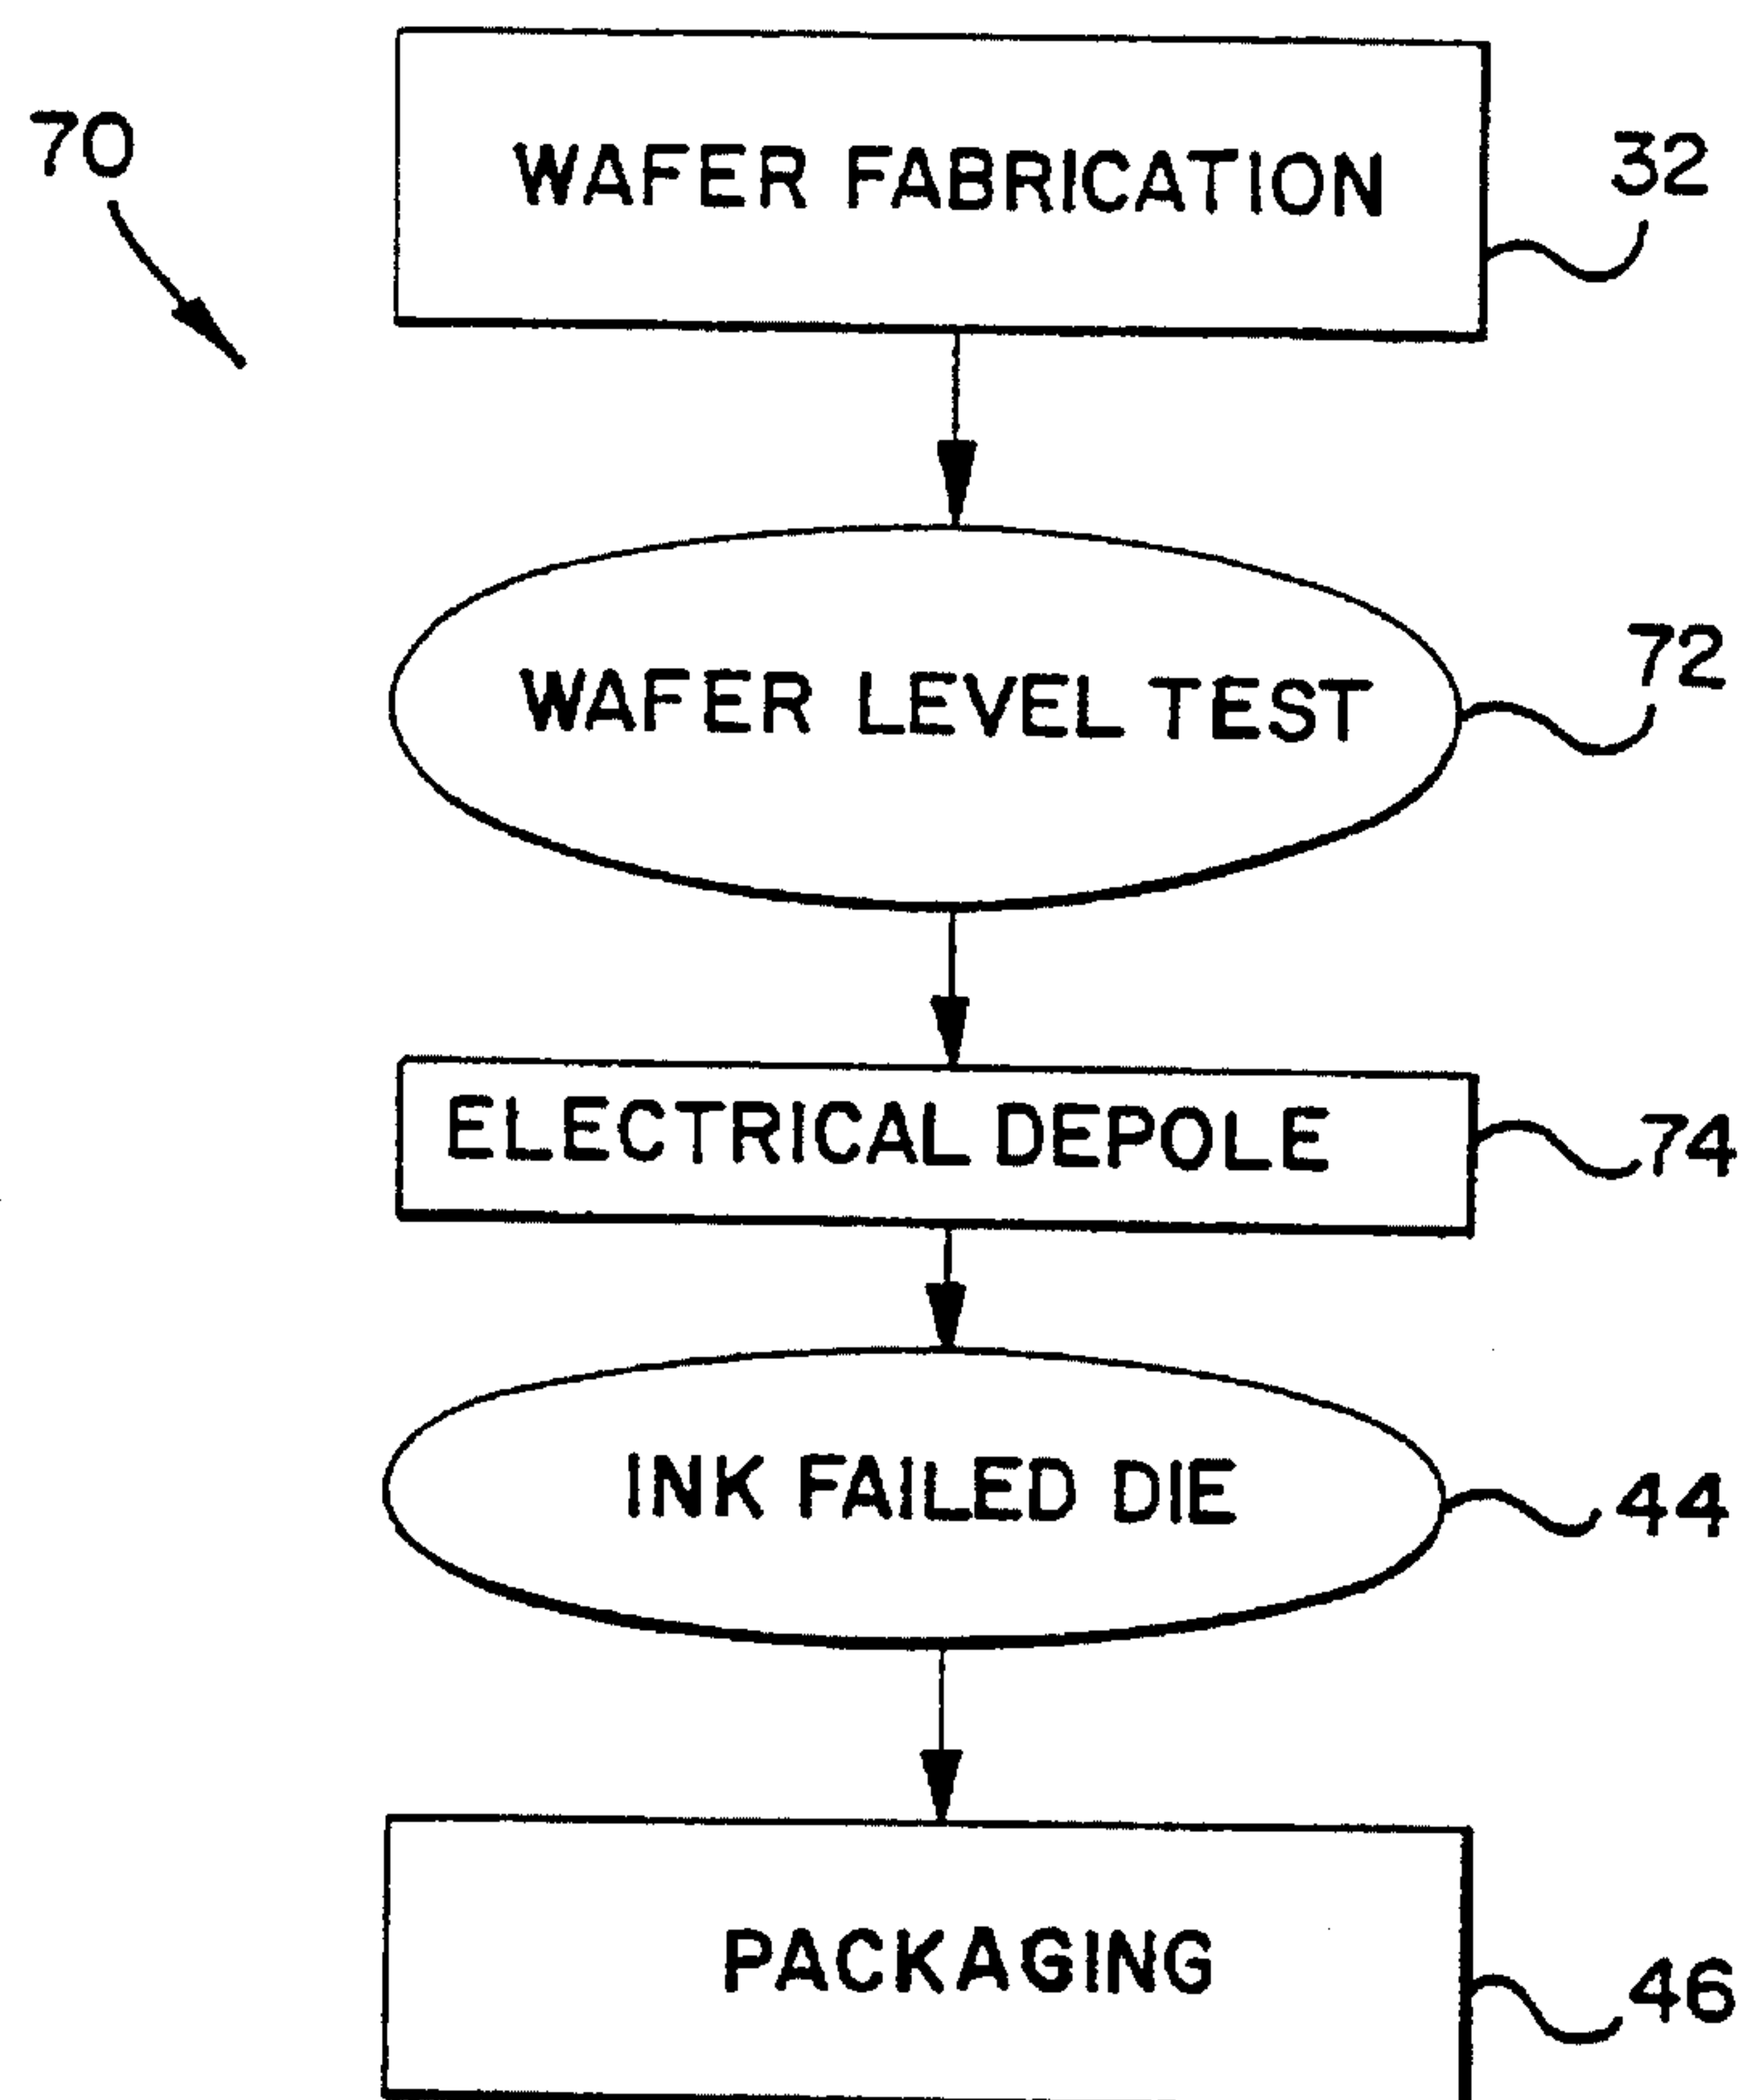 70
WAFER FABRICATION
32
WAFER LEVEL TEST
72
ELECTRICAL DEPOLE
74
INK FAILED DIE
44
PACKAGING
46